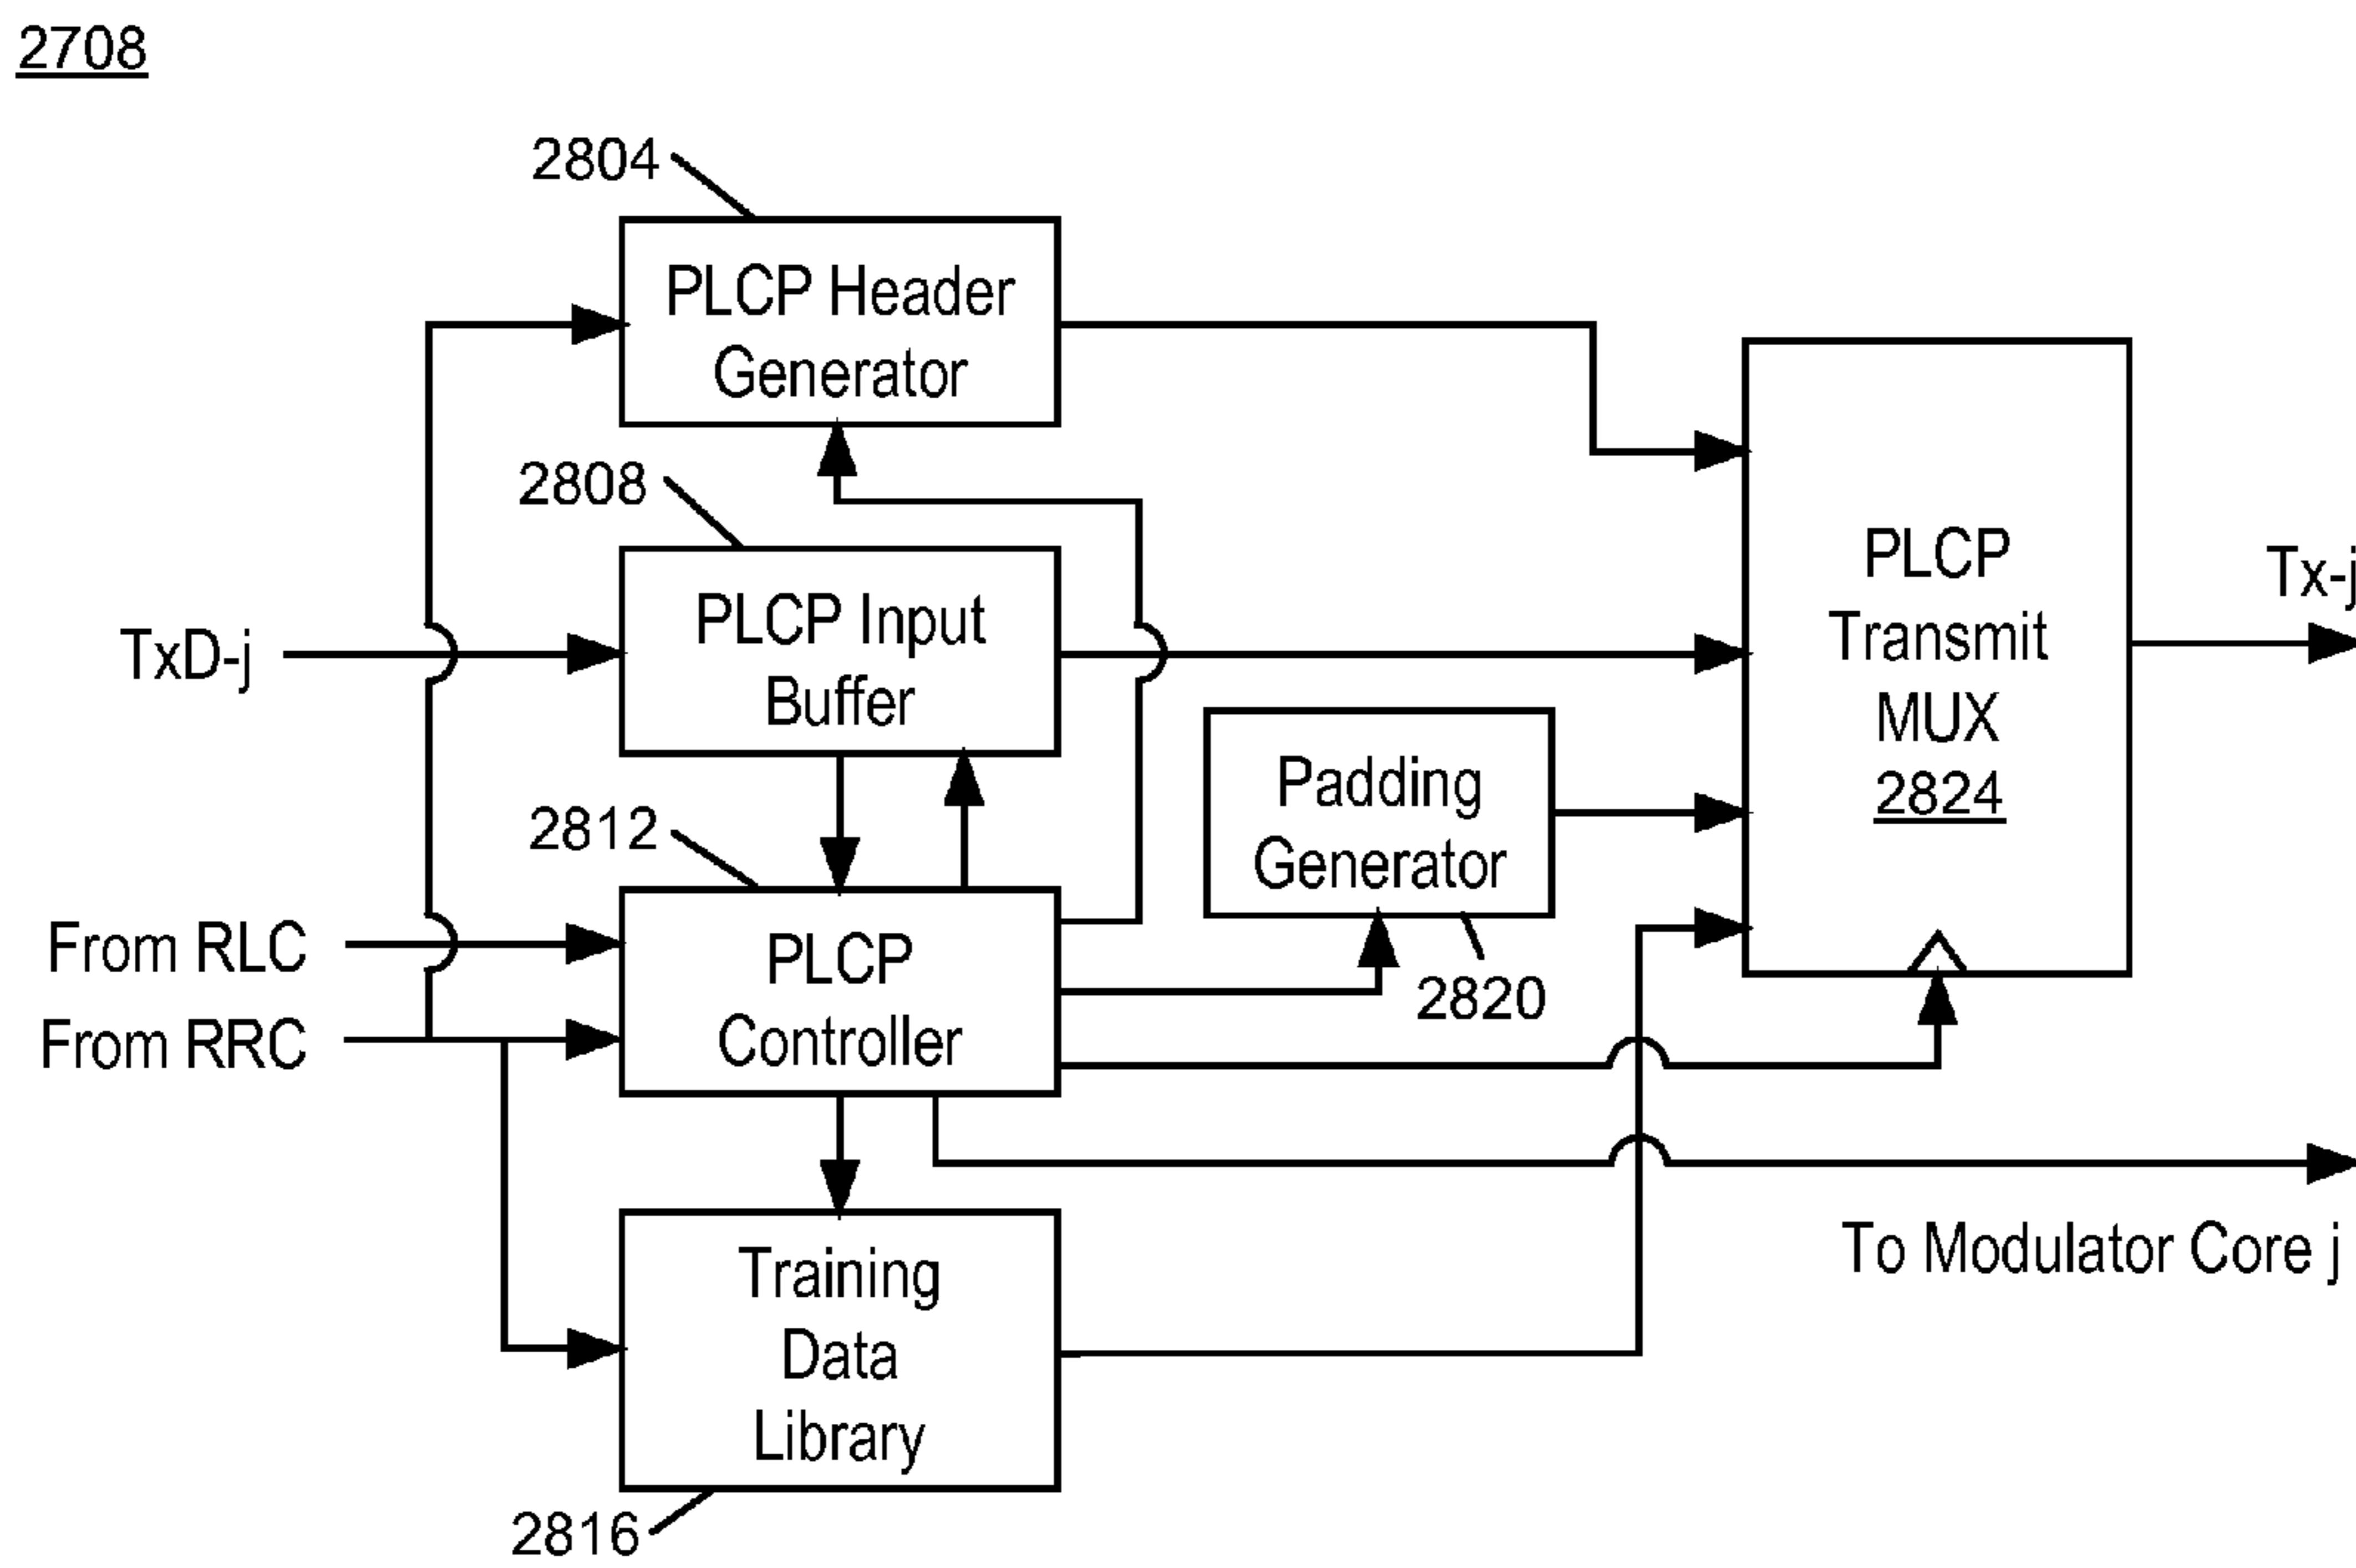 2708
2804
PLCP Header
Generator
2808
TxD-j
PLCP Input
Buffer
2812
From RLC
From RRC
PLCP
Controller
Padding
Generator
2820
PLCP
Transmit
MUX
2824
Tx-j
To Modulator Core j
Training
Data
Library
2816